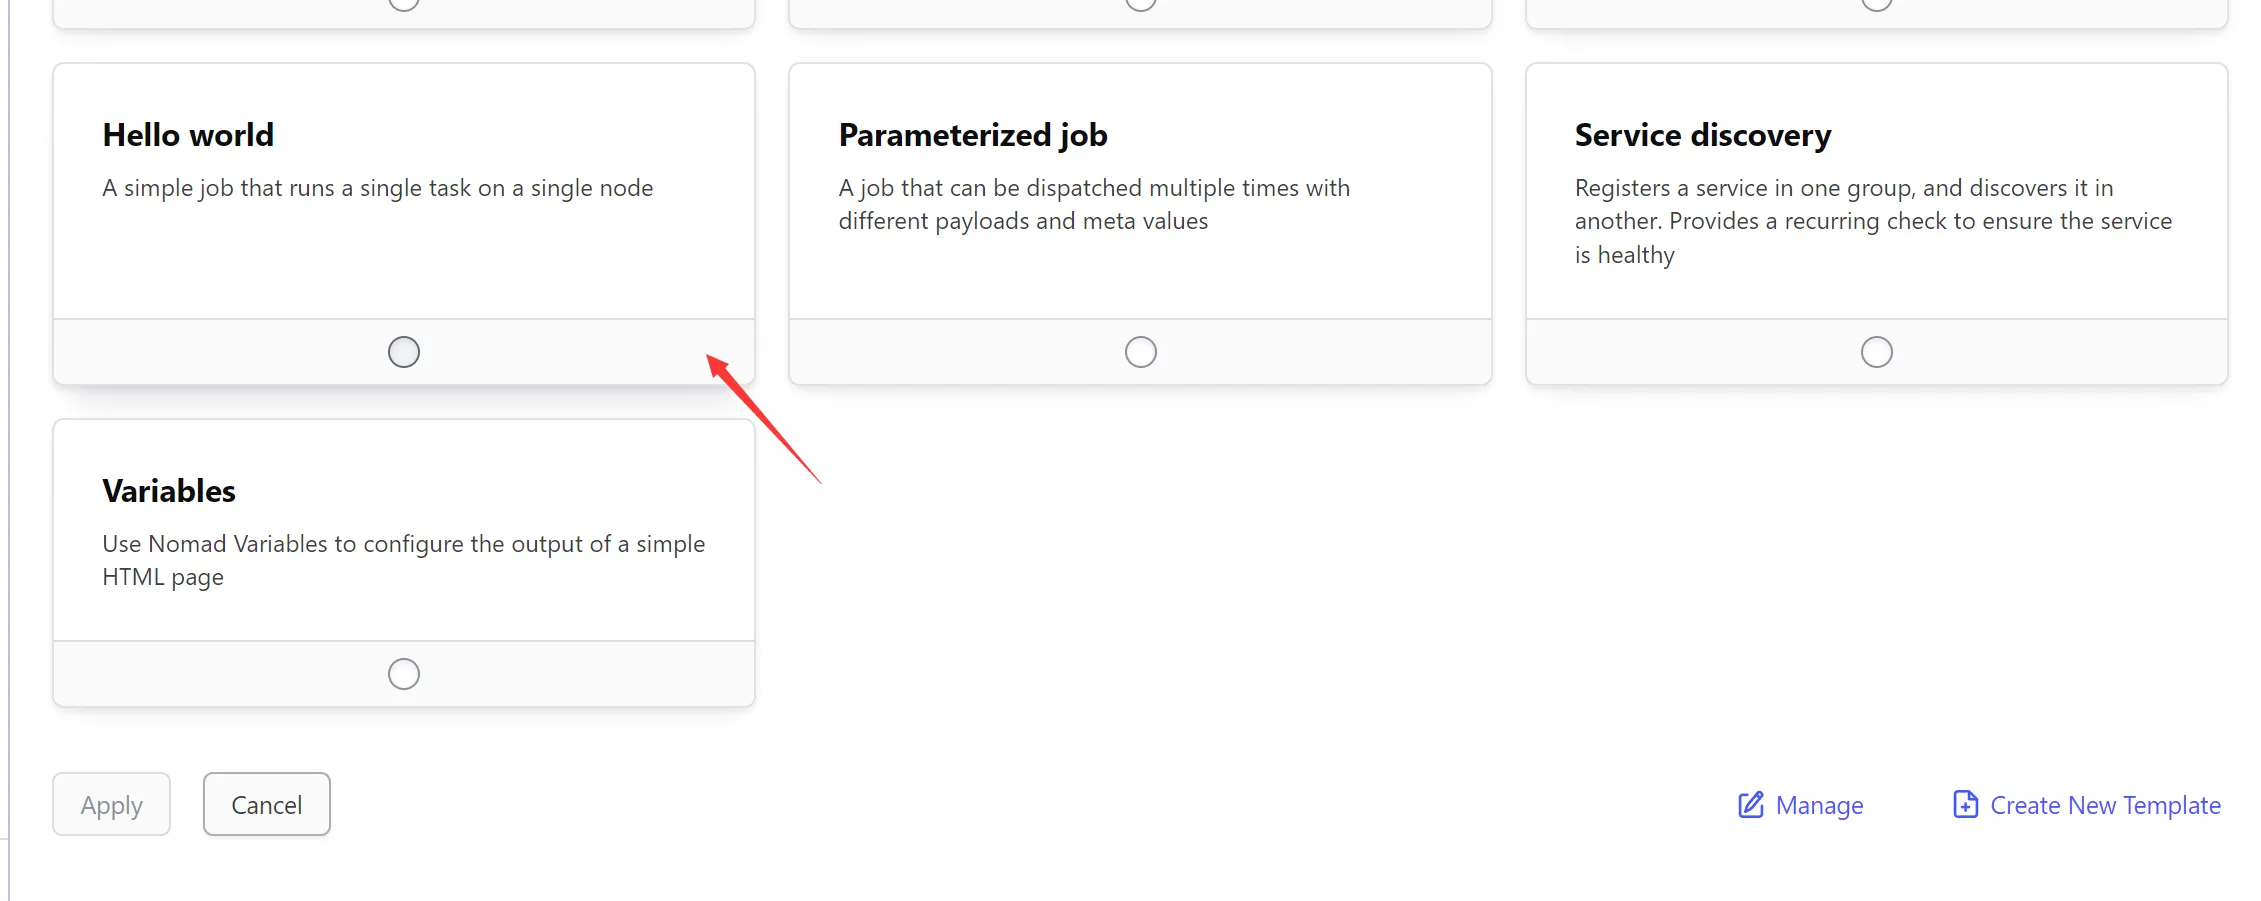 Hello world
A simple job that runs a single task on a single node
Parameterized job
A job that can be dispatched multiple times with
different payloads and meta values
Service discovery
Registers a service in one group, and discovers it in
another. Provides a recurring check to ensure the service
is healthy
Variables
Use Nomad Variables to configure the output of a simple
HTML page
Apply
Cancel
Manage
Create New Template